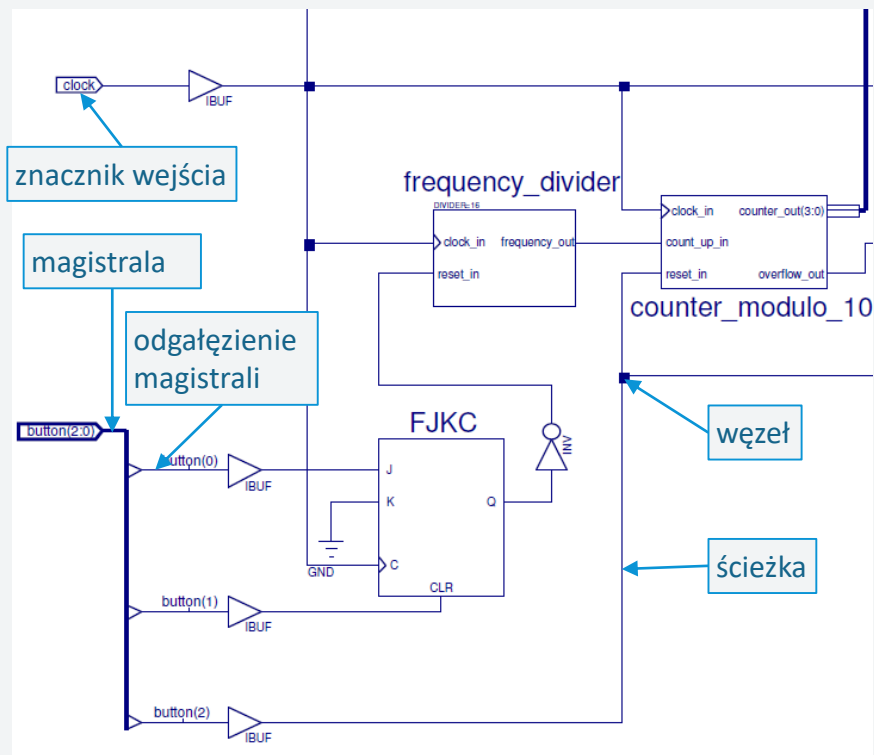 clock
IBUF
znacznik wejścia
frequency_divider
DIVIDER=16
clock_in
frequency_out
reset_in
clock_in
counter_out(3:0)
count_up_in
reset_in
overflow_out
counter_modulo_10
magistrala
odgałęzienie
magistrali
button(2:0)
button(0)
IBUF
FJKC
J
K
Q
C
CLR
GND
INV
węzeł
ścieżka
button(1)
IBUF
button(2)
IBUF